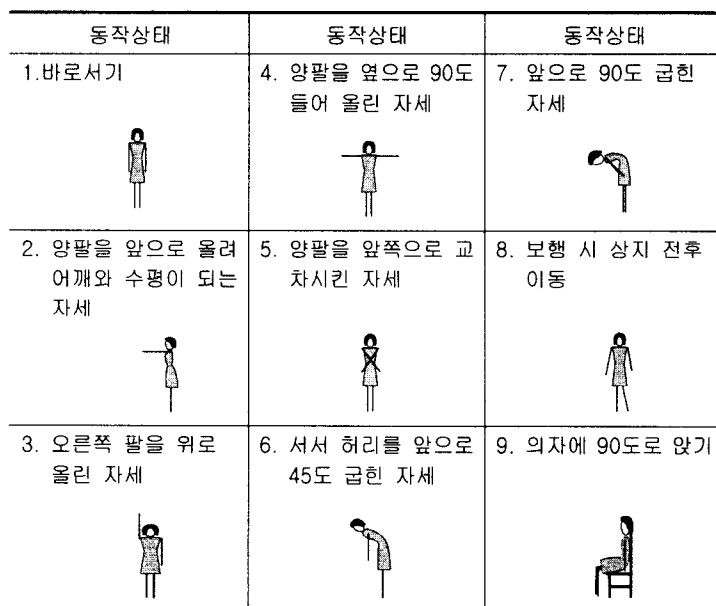 동작상태
동작상태
동작상태
1.바로서기
4. 양팔을 옆으로 90도
들어 올린 자세
7. 앞으로 90도 굽힌
자세
2. 양팔을 앞으로 올려
어깨와 수평이 되는
자세
5. 양팔을 앞쪽으로 교
차시킨 자세
8. 보행 시 상지 전후
이동
3. 오른쪽 팔을 위로
올린 자세
6. 서서 허리를 앞으로
45도 굽힌 자세
9. 의자에 90도로 앉기